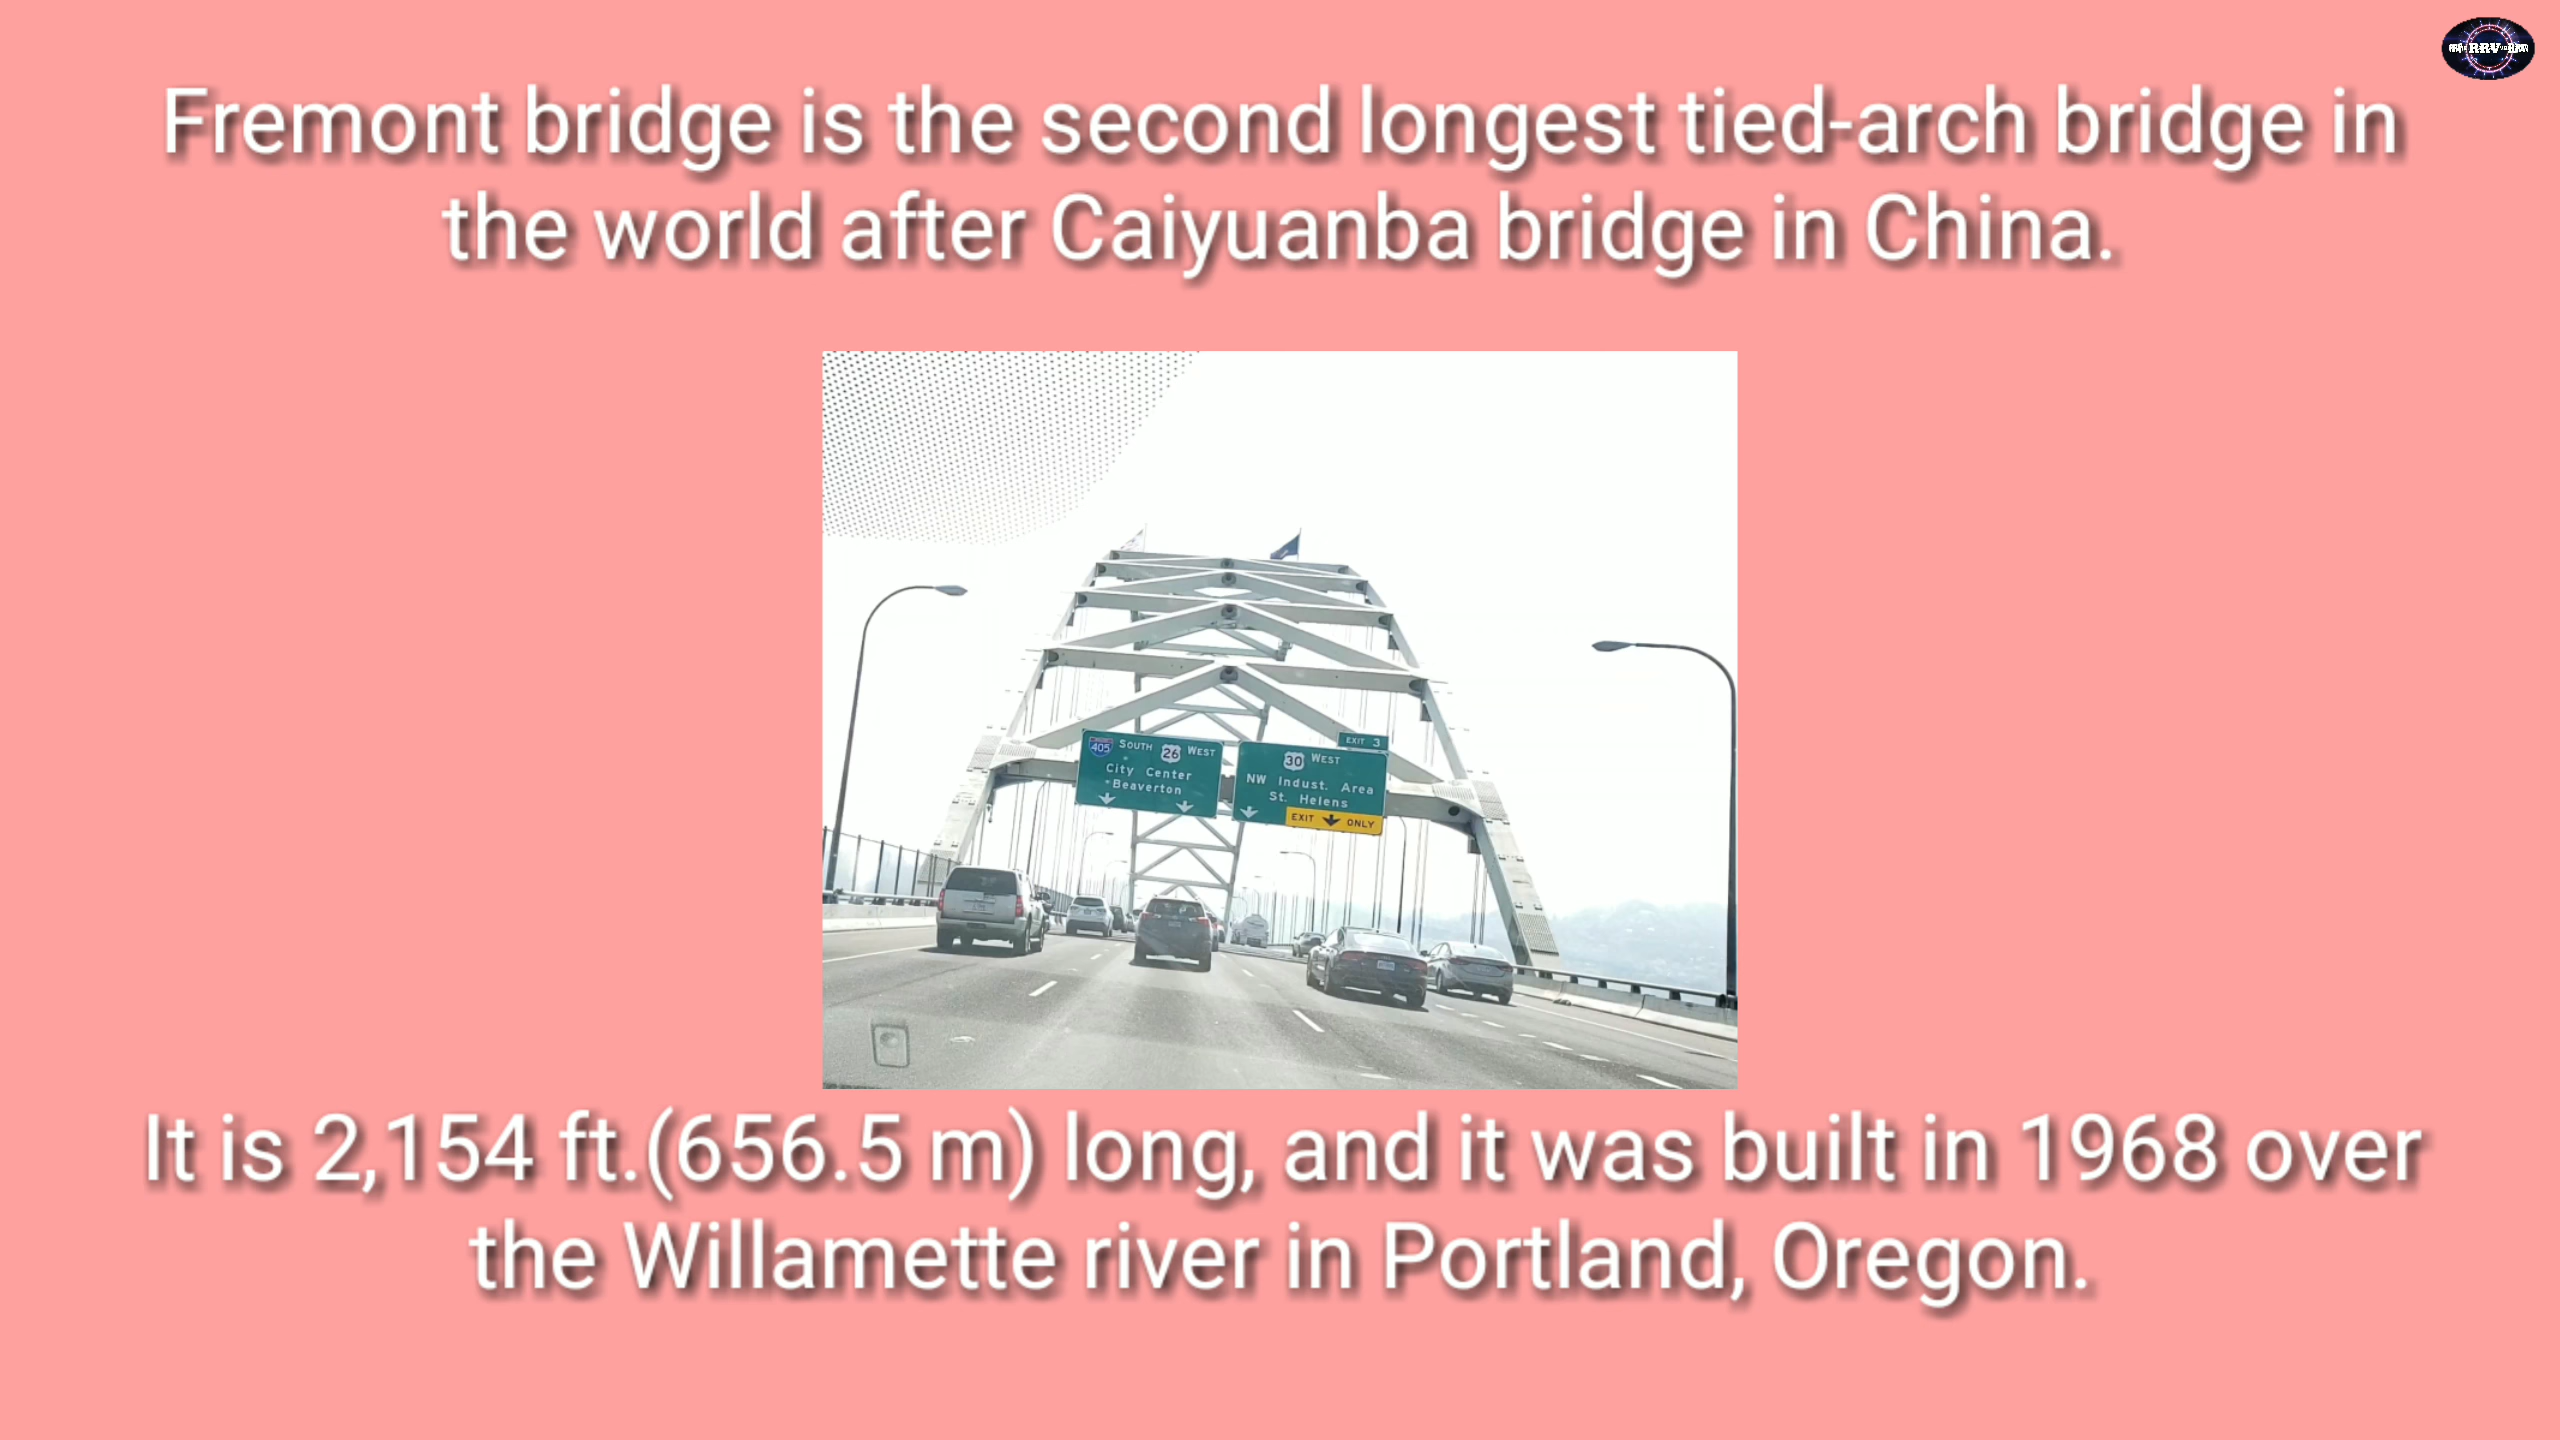 RRV
Fremont bridge is the second longest tied-arch bridge in
the world after Caiyuanba bridge in China.
EXIT 3
405 SOUTH 26 WEST
City Center
Beaverton
30 WEST
NW Indust. Area
St. Helens
EXIT ONLY
It is 2,154 ft.(656.5 m) long, and it was built in 1968 over
the Willamette river in Portland, Oregon.